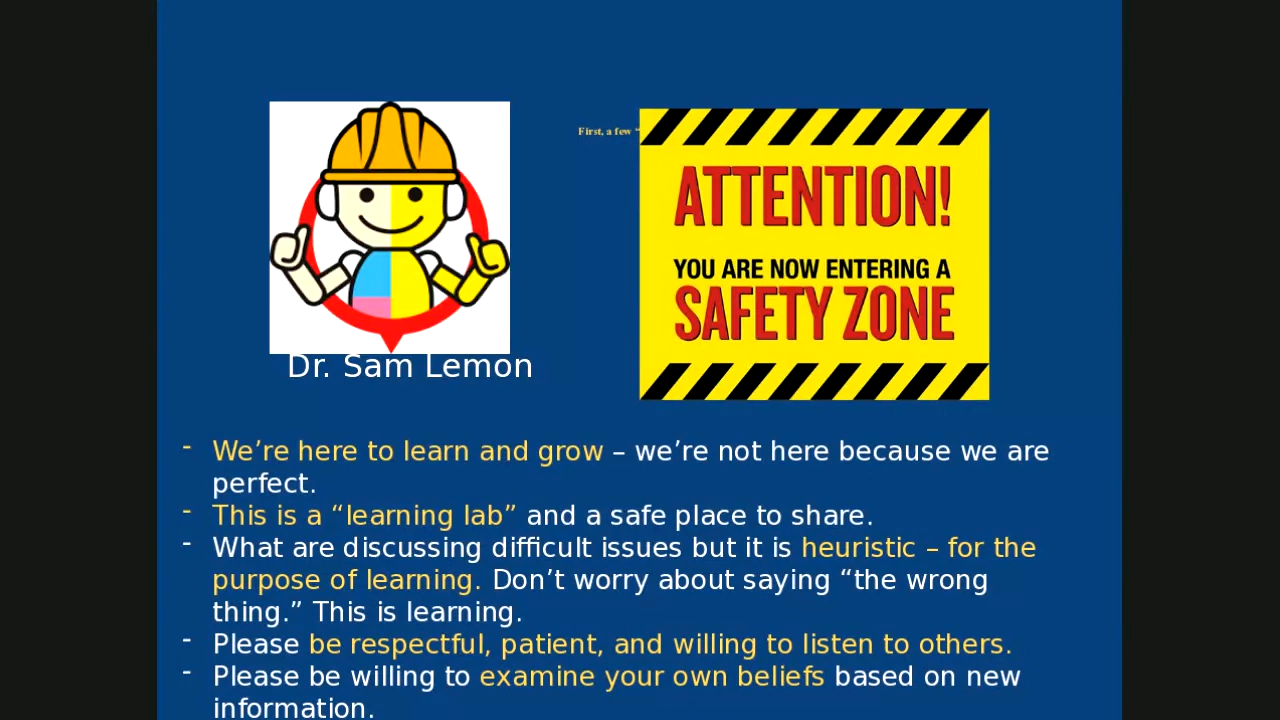 First, a few “
ATTENTION!
YOU ARE NOW ENTERING A
SAFETY ZONE
Dr. Sam Lemon
- We’re here to learn and grow – we’re not here because we are
perfect.
- This is a “learning lab” and a safe place to share.
- What are discussing difficult issues but it is heuristic – for the
purpose of learning. Don’t worry about saying “the wrong
thing.” This is learning.
- Please be respectful, patient, and willing to listen to others.
- Please be willing to examine your own beliefs based on new
information.